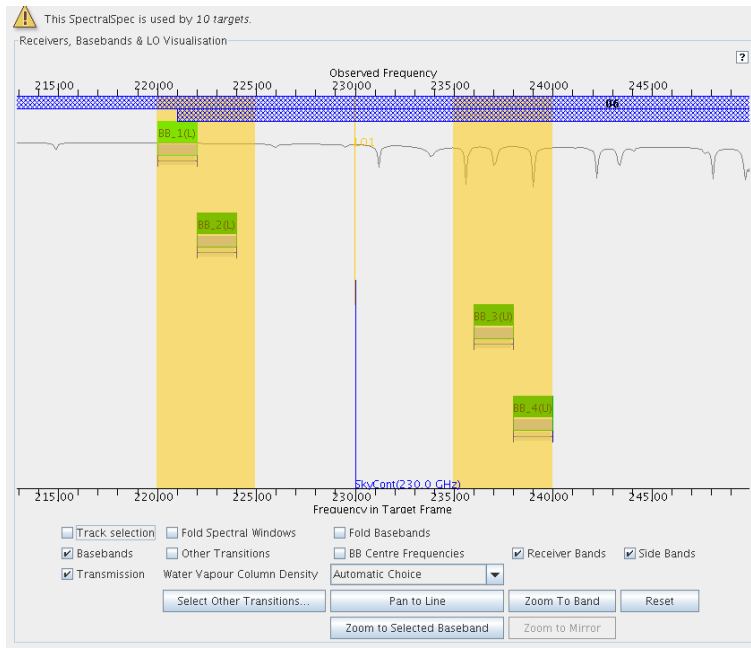 This SpectralSpec is used by 10 targets.
Receivers, Basebands & LO Visualisation
?
Observed Frequency
215|00 220|00 225|00 230|00 235|00 240|00 245|00
06
BB_1(L)
LO1
BB_2(L)
BB_3(U)
BB_4(U)
SkyCont(230.0 GHz)
215|00 220|00 225|00 230|00 235|00 240|00 245|00
Frequency in Target Frame
Track selection Fold Spectral Windows Fold Basebands
Basebands Other Transitions BB Centre Frequencies Receiver Bands Side Bands
Transmission Water Vapour Column Density Automatic Choice
Select Other Transitions... Pan to Line Zoom To Band Reset
Zoom to Selected Baseband Zoom to Mirror